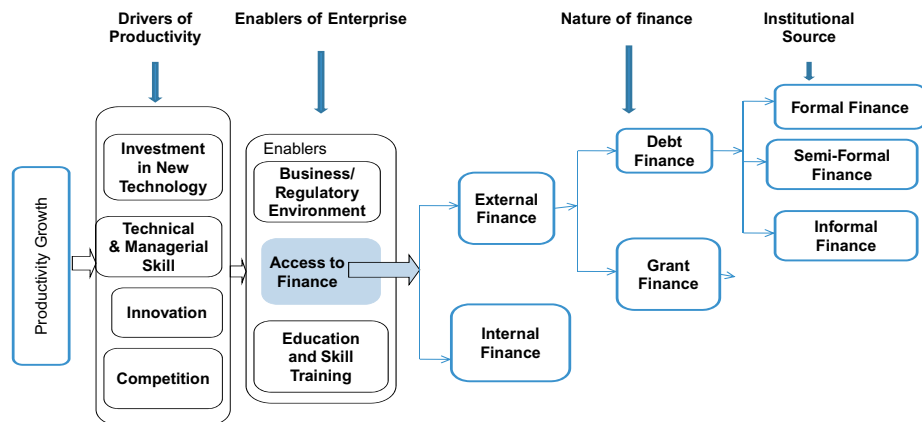 Drivers of
Productivity
Enablers of Enterprise
Nature of finance
Institutional
Source
Productivity Growth
Investment
in New
Technology
Technical
& Managerial
Skill
Innovation
Competition
Enablers
Business/
Regulatory
Environment
Access to
Finance
Education
and Skill
Training
External
Finance
Internal
Finance
Debt
Finance
Grant
Finance
Formal Finance
Semi-Formal
Finance
Informal
Finance